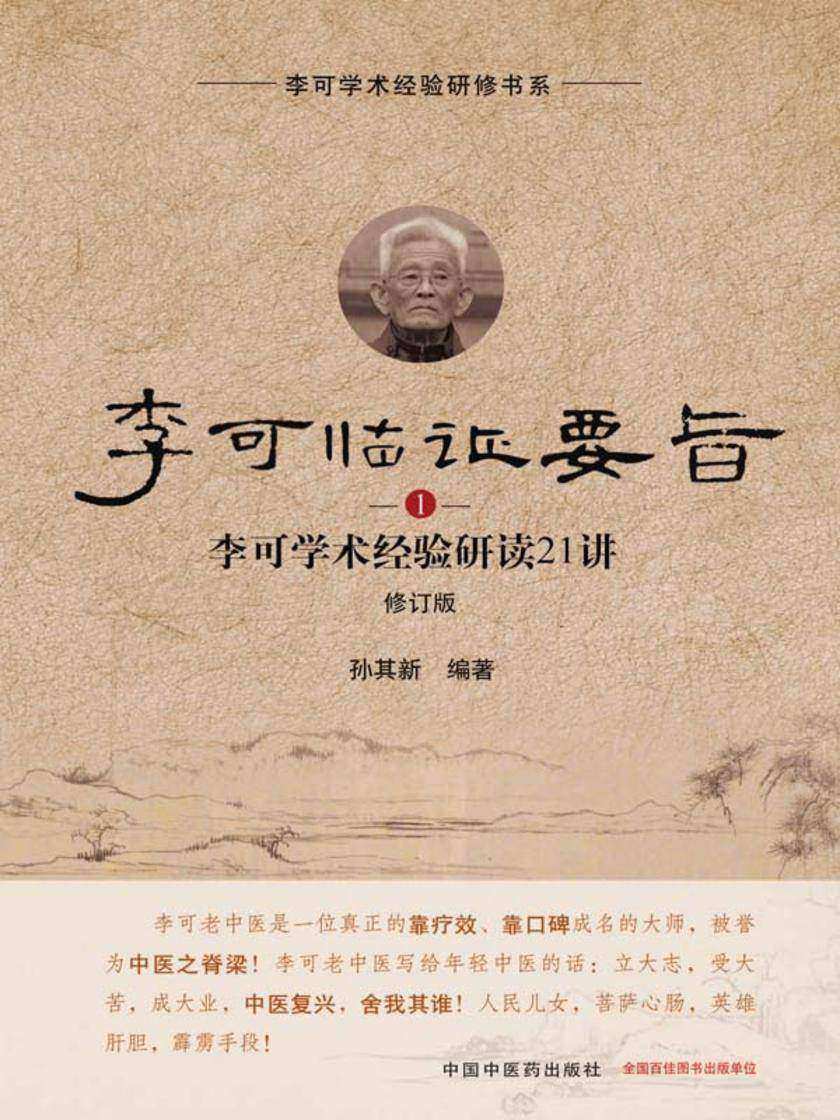 李可学术经验研修书系
李可临证要旨
1
李可学术经验研读21讲
修订版
孙其新 编著
李可老中医是一位真正的靠疗效、靠口碑成名的大师，被誉
为中医之脊梁！李可老中医写给年轻中医的话：立大志，受大
苦，成大业，中医复兴，舍我其谁！人民儿女，菩萨心肠，英雄
肝胆，霹雳手段！
中国中医药出版社 全国百佳图书出版单位